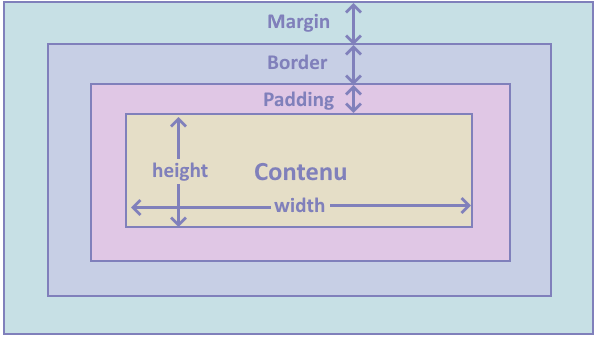 Margin
Border
Padding
height
Contenu
width